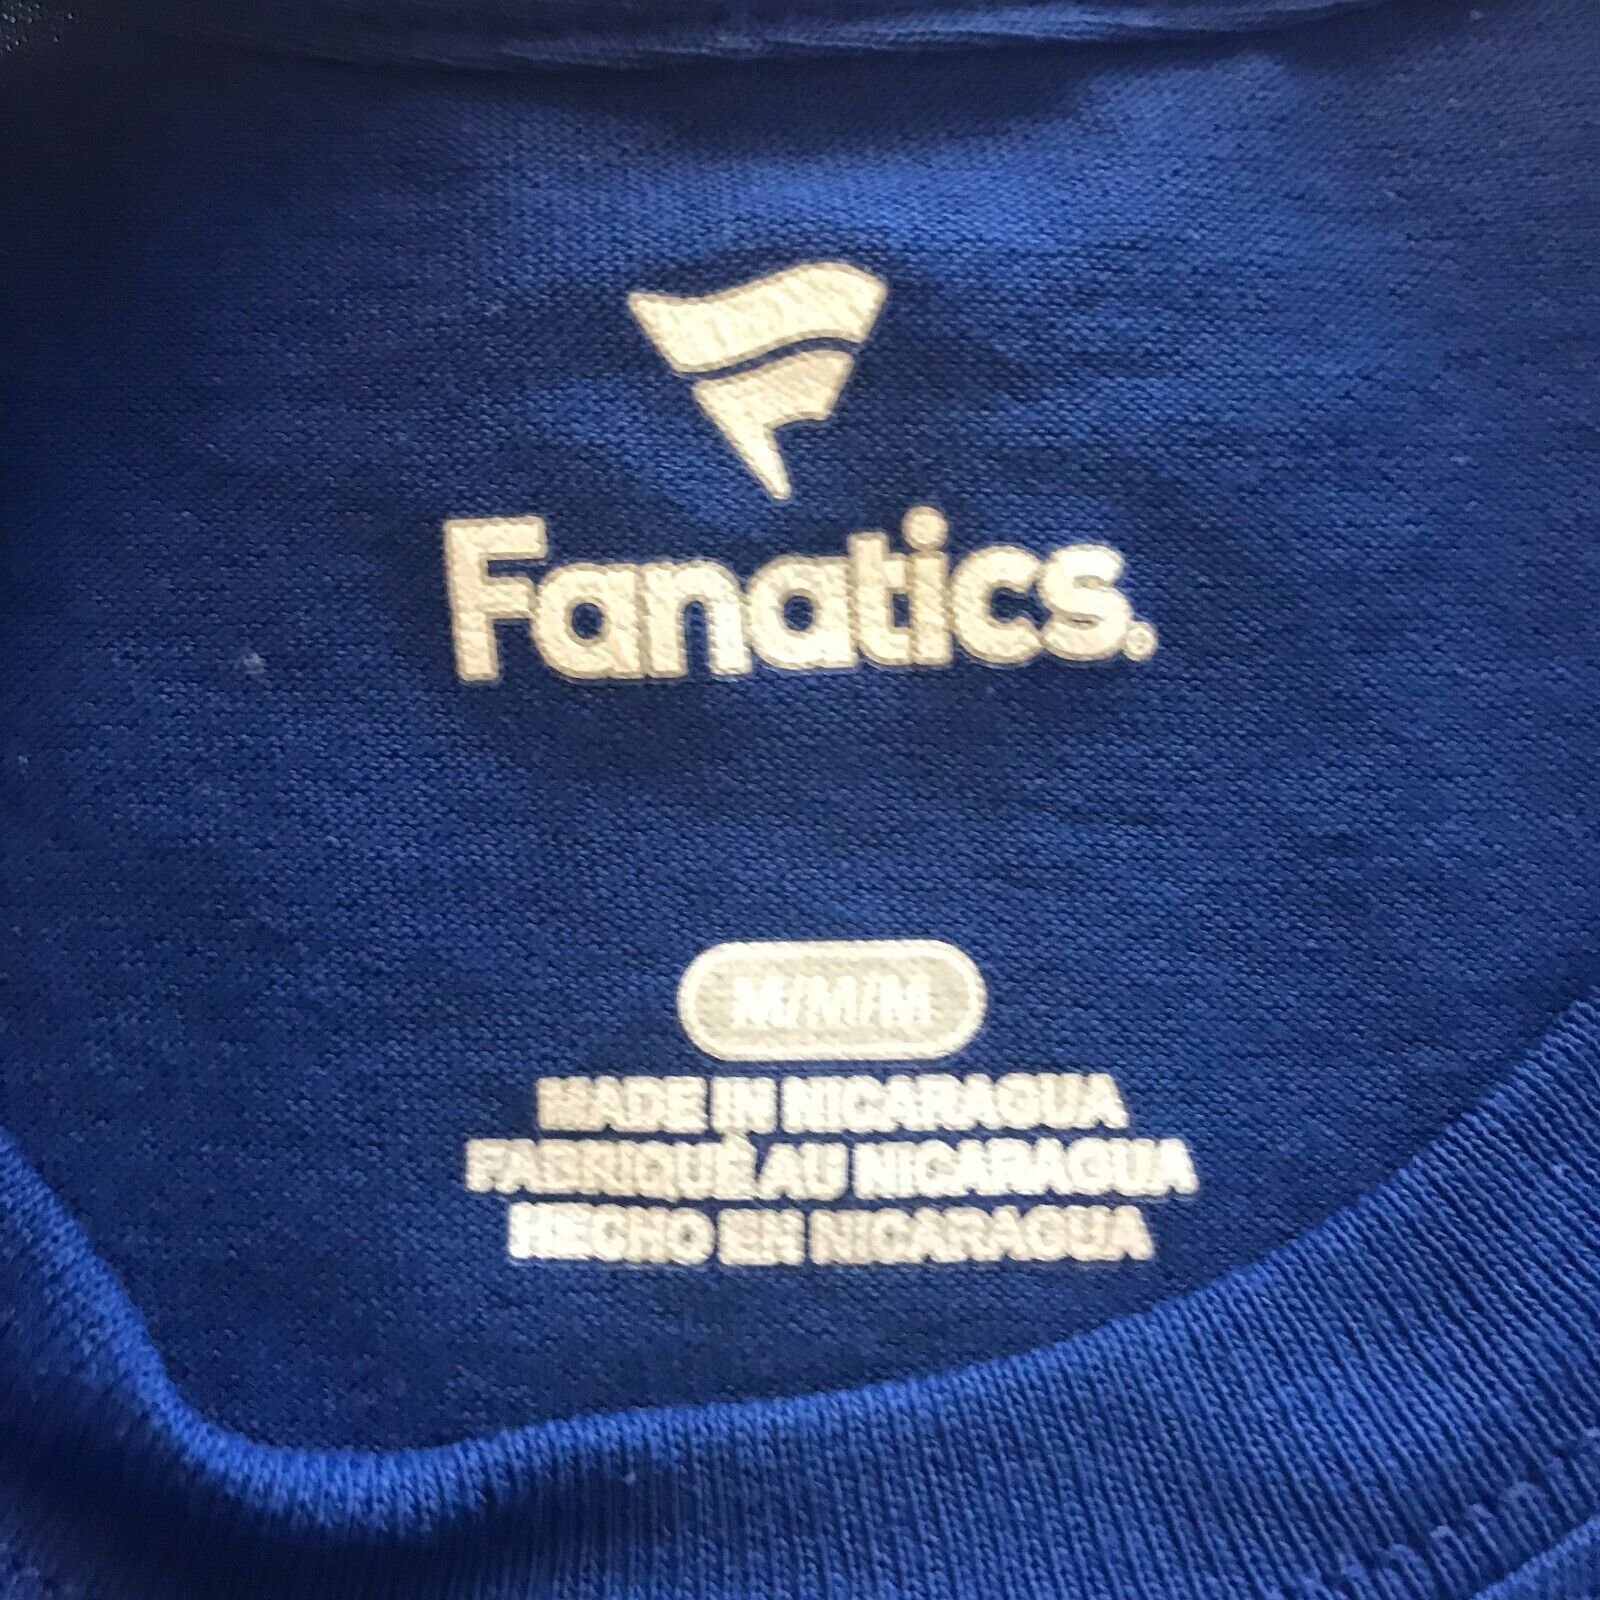 Fanatics®
M/M/M
MADE IN NICARAGUA
FABRIQUÉ AU NICARAGUA
HECHO EN NICARAGUA